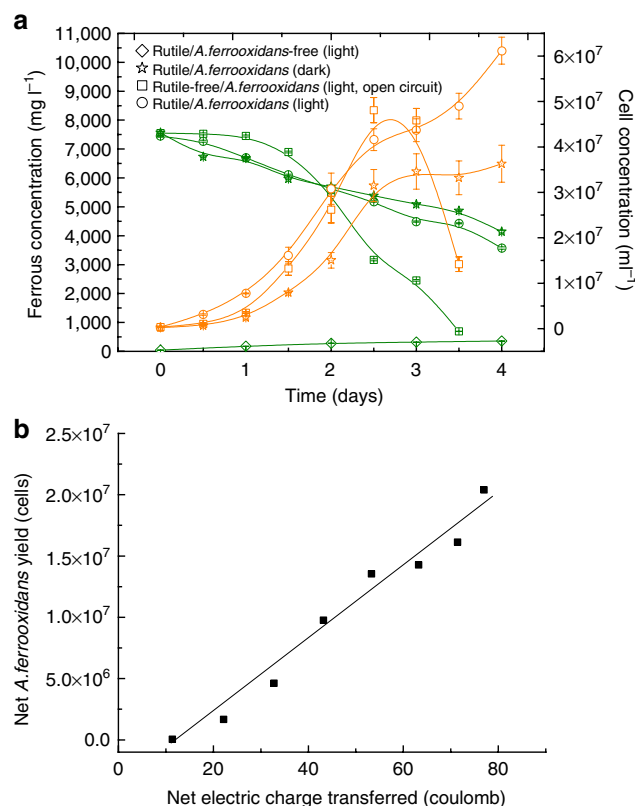 a
Rutile/A.ferrooxidans-free (light)
Rutile/A.ferrooxidans (dark)
Rutile-free/A.ferrooxidans (light, open circuit)
Rutile/A.ferrooxidans (light)
Ferrous concentration (mg l⁻¹)
11,000
10,000
9,000
8,000
7,000
6,000
5,000
4,000
3,000
2,000
1,000
0
Cell concentration (ml⁻¹)
6×10⁷
5×10⁷
4×10⁷
3×10⁷
2×10⁷
1×10⁷
0
0 1 2 3 4
Time (days)
b
Net A.ferrooxidans yield (cells)
2.5×10⁷
2.0×10⁷
1.5×10⁷
1.0×10⁷
5.0×10⁶
0.0
0 20 40 60 80
Net electric charge transferred (coulomb)